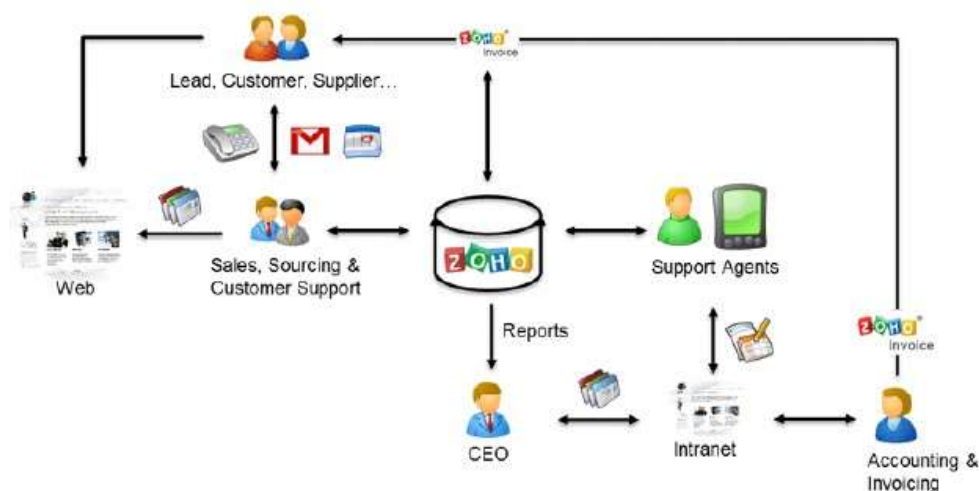 ZOHO
Invoice
Lead, Customer, Supplier...
Web
Sales, Sourcing &
Customer Support
ZOHO
Support Agents
Reports
ZOHO
Invoice
CEO
Intranet
Accounting &
Invoicing